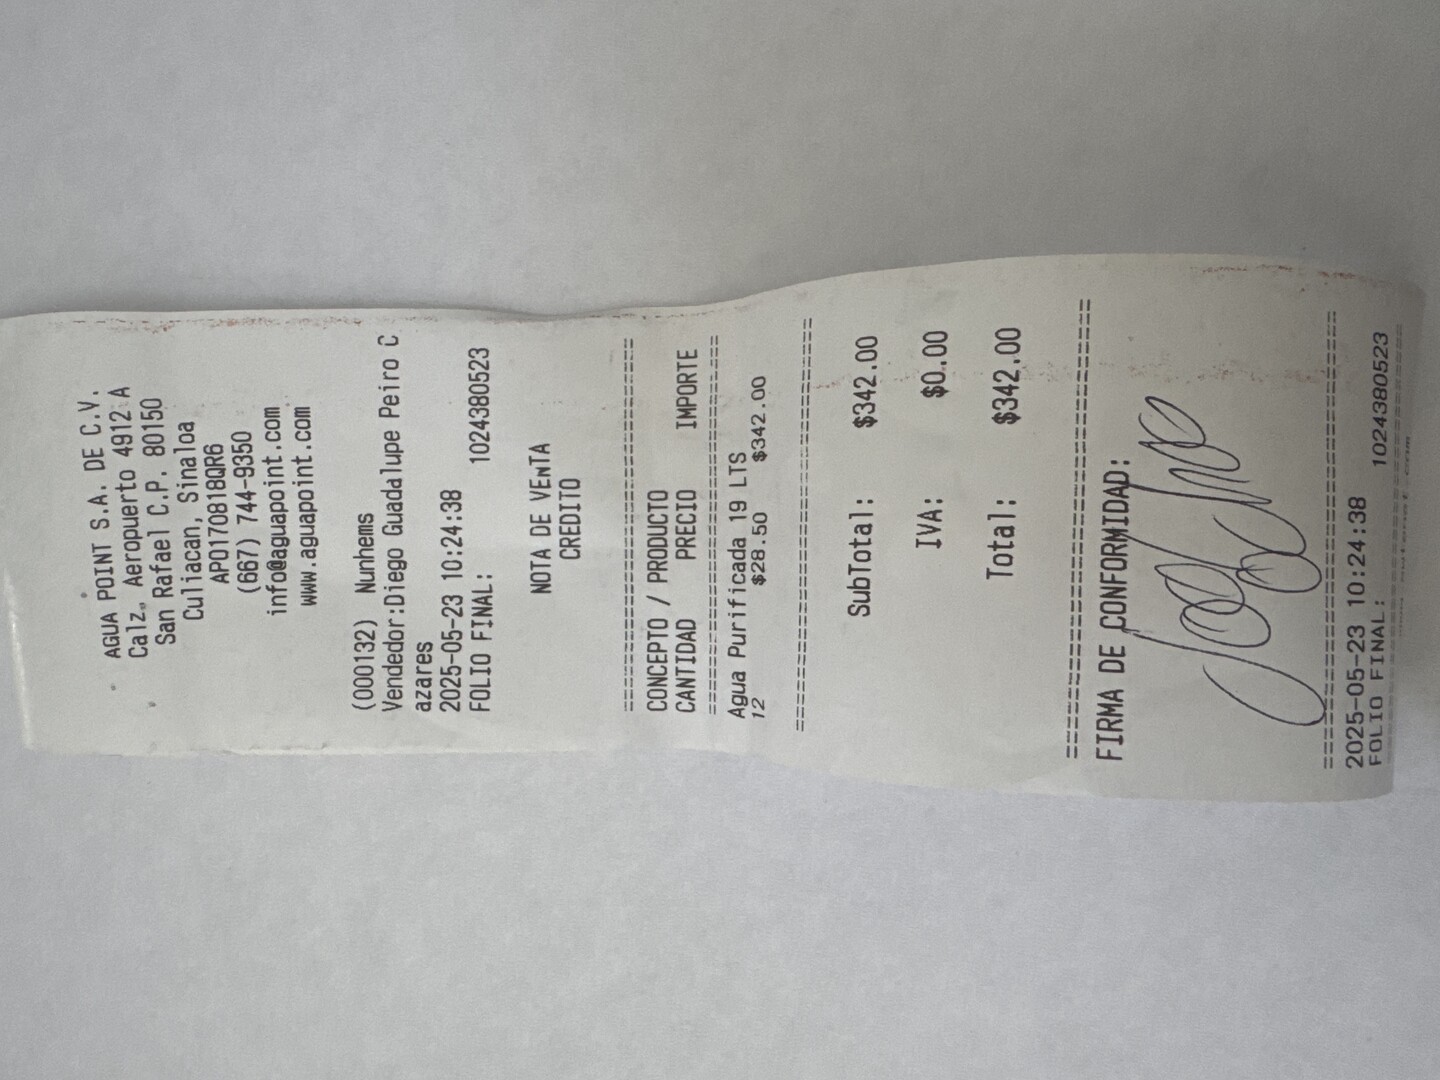 AGUA POINT S.A. DE C.V.
Calz. Aeropuerto 4912 A
San Rafael C.P. 80150
Culiacan, Sinaloa
APO170818QR6
(667) 744-9350
info@aguapoint.com
www.aguapoint.com
(000132) Nunhems
Vendedor:Diego Guadalupe Peiro C
azares
2025-05-23 10:24:38
FOLIO FINAL: 1024380523
NOTA DE VENTA
CREDITO
================================
CONCEPTO / PRODUCTO
CANTIDAD PRECIO IMPORTE
================================
Agua Purificada 19 LTS
12 $28.50 $342.00
================================
SubTotal: $342.00
IVA: $0.00
Total: $342.00
================================
FIRMA DE CONFORMIDAD:
================================
2025-05-23 10:24:38
FOLIO FINAL: 1024380523
================================